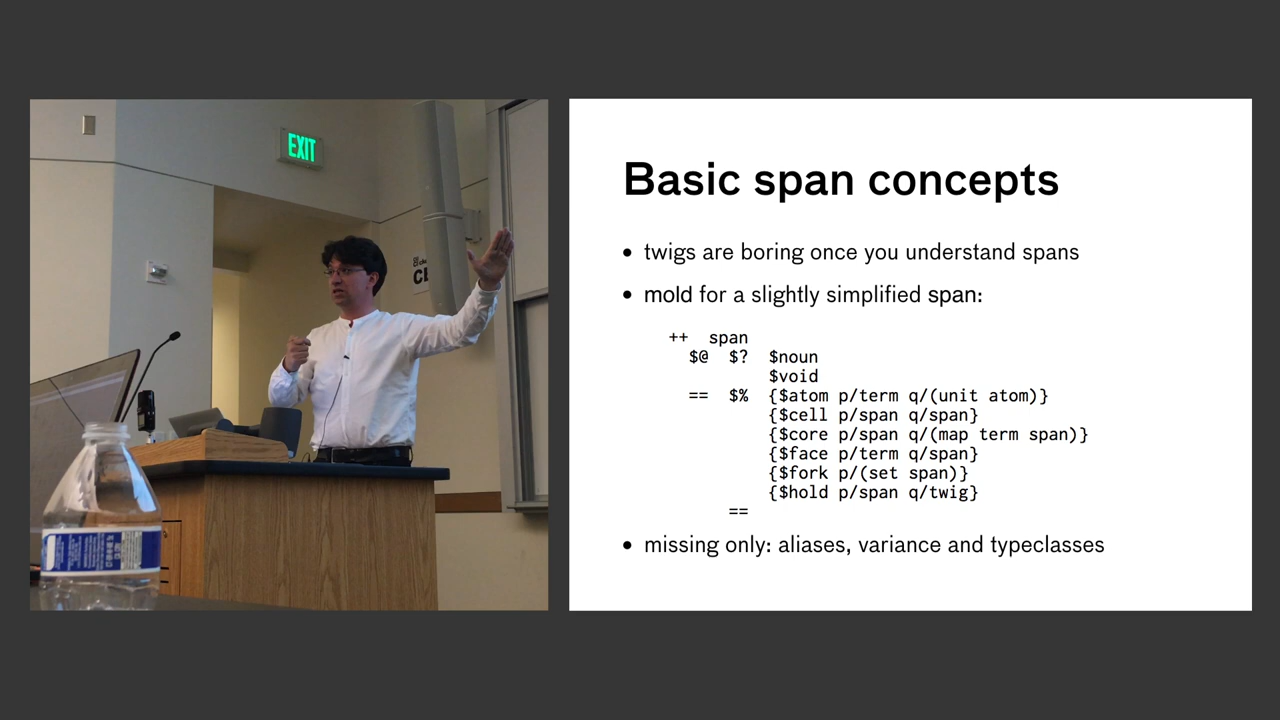 EXIT
Basic span concepts
• twigs are boring once you understand spans
• mold for a slightly simplified span:
++  span
  $@  $?  $noun
          $void
  ==  $%  {$atom p/term q/(unit atom)}
          {$cell p/span q/span}
          {$core p/span q/(map term span)}
          {$face p/term q/span}
          {$fork p/(set span)}
          {$hold p/span q/twig}
      ==
• missing only: aliases, variance and typeclasses